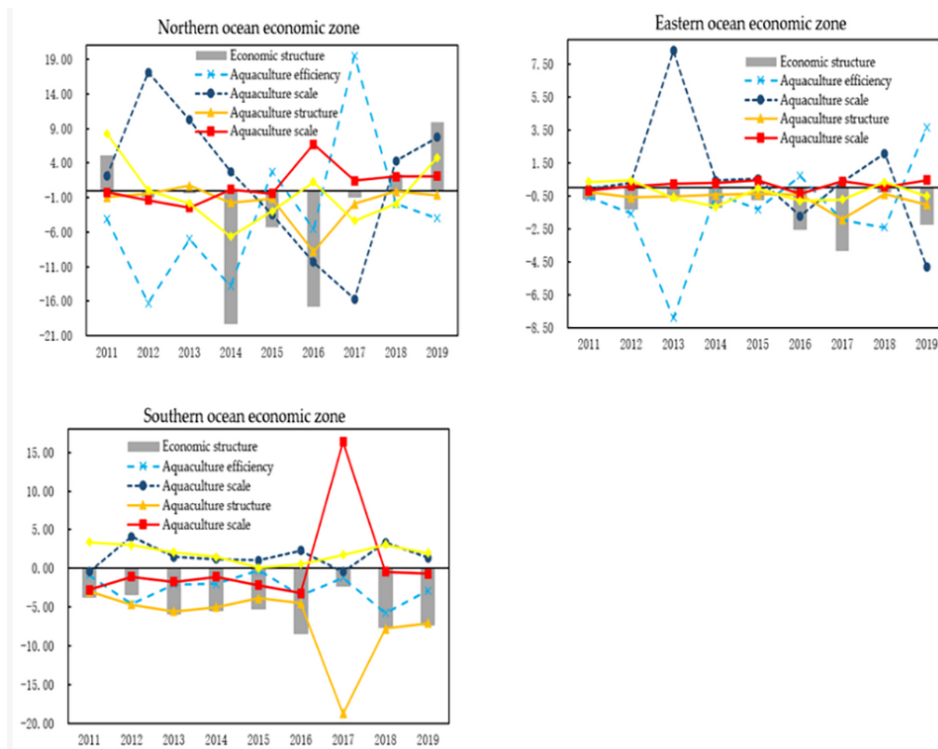 Northern ocean economic zone
19.00
14.00
9.00
4.00
-1.00
-6.00
-11.00
-16.00
-21.00
Economic structure
Aquaculture efficiency
Aquaculture scale
Aquaculture structure
Aquaculture scale
2011 2012 2013 2014 2015 2016 2017 2018 2019
Eastern ocean economic zone
7.50
5.50
3.50
1.50
-0.50
-2.50
-4.50
-6.50
-8.50
Economic structure
Aquaculture efficiency
Aquaculture scale
Aquaculture structure
Aquaculture scale
2011 2012 2013 2014 2015 2016 2017 2018 2019
Southern ocean economic zone
15.00
10.00
5.00
0.00
-5.00
-10.00
-15.00
-20.00
Economic structure
Aquaculture efficiency
Aquaculture scale
Aquaculture structure
Aquaculture scale
2011 2012 2013 2014 2015 2016 2017 2018 2019